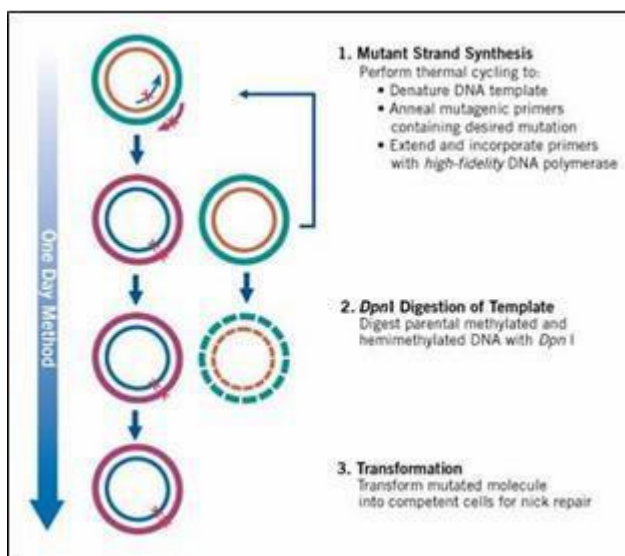 1. Mutant Strand Synthesis
Perform thermal cycling to:
• Denature DNA template
• Anneal mutagenic primers
containing desired mutation
• Extend and incorporate primers
with high-fidelity DNA polymerase
One Day Method
2. DpnI Digestion of Template
Digest parental methylated and
hemimethylated DNA with Dpn I
3. Transformation
Transform mutated molecule
into competent cells for nick repair